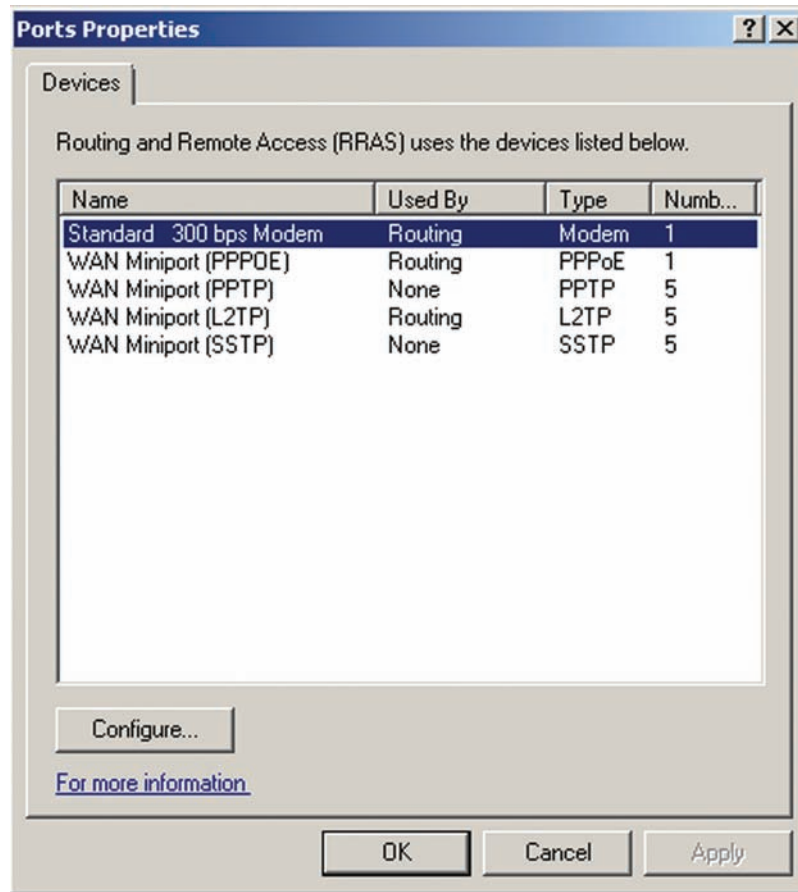 Ports Properties
Devices
Routing and Remote Access (RRAS) uses the devices listed below.
Name Used By Type Numb...
Standard 300 bps Modem Routing Modem 1
WAN Miniport (PPPOE) Routing PPPoE 1
WAN Miniport (PPTP) None PPTP 5
WAN Miniport (L2TP) Routing L2TP 5
WAN Miniport (SSTP) None SSTP 5
Configure...
For more information
OK Cancel Apply